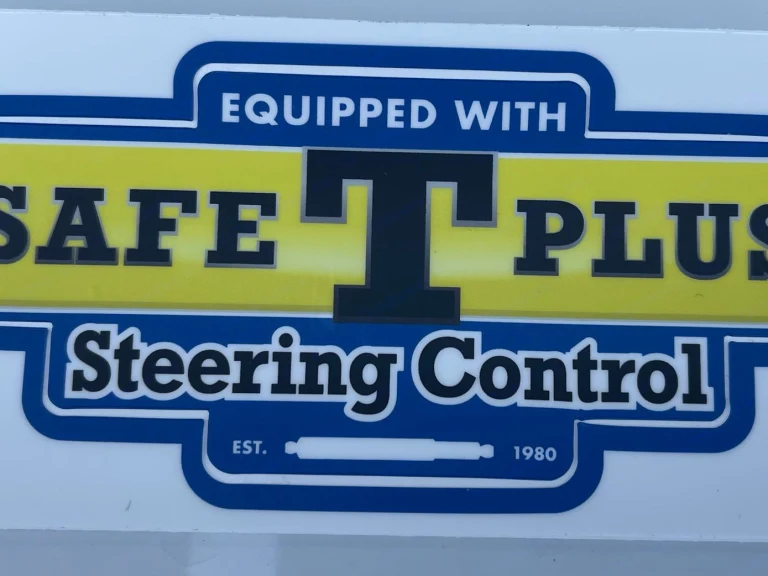 EQUIPPED WITH
SAFE T PLUS
Steering Control
EST. 1980